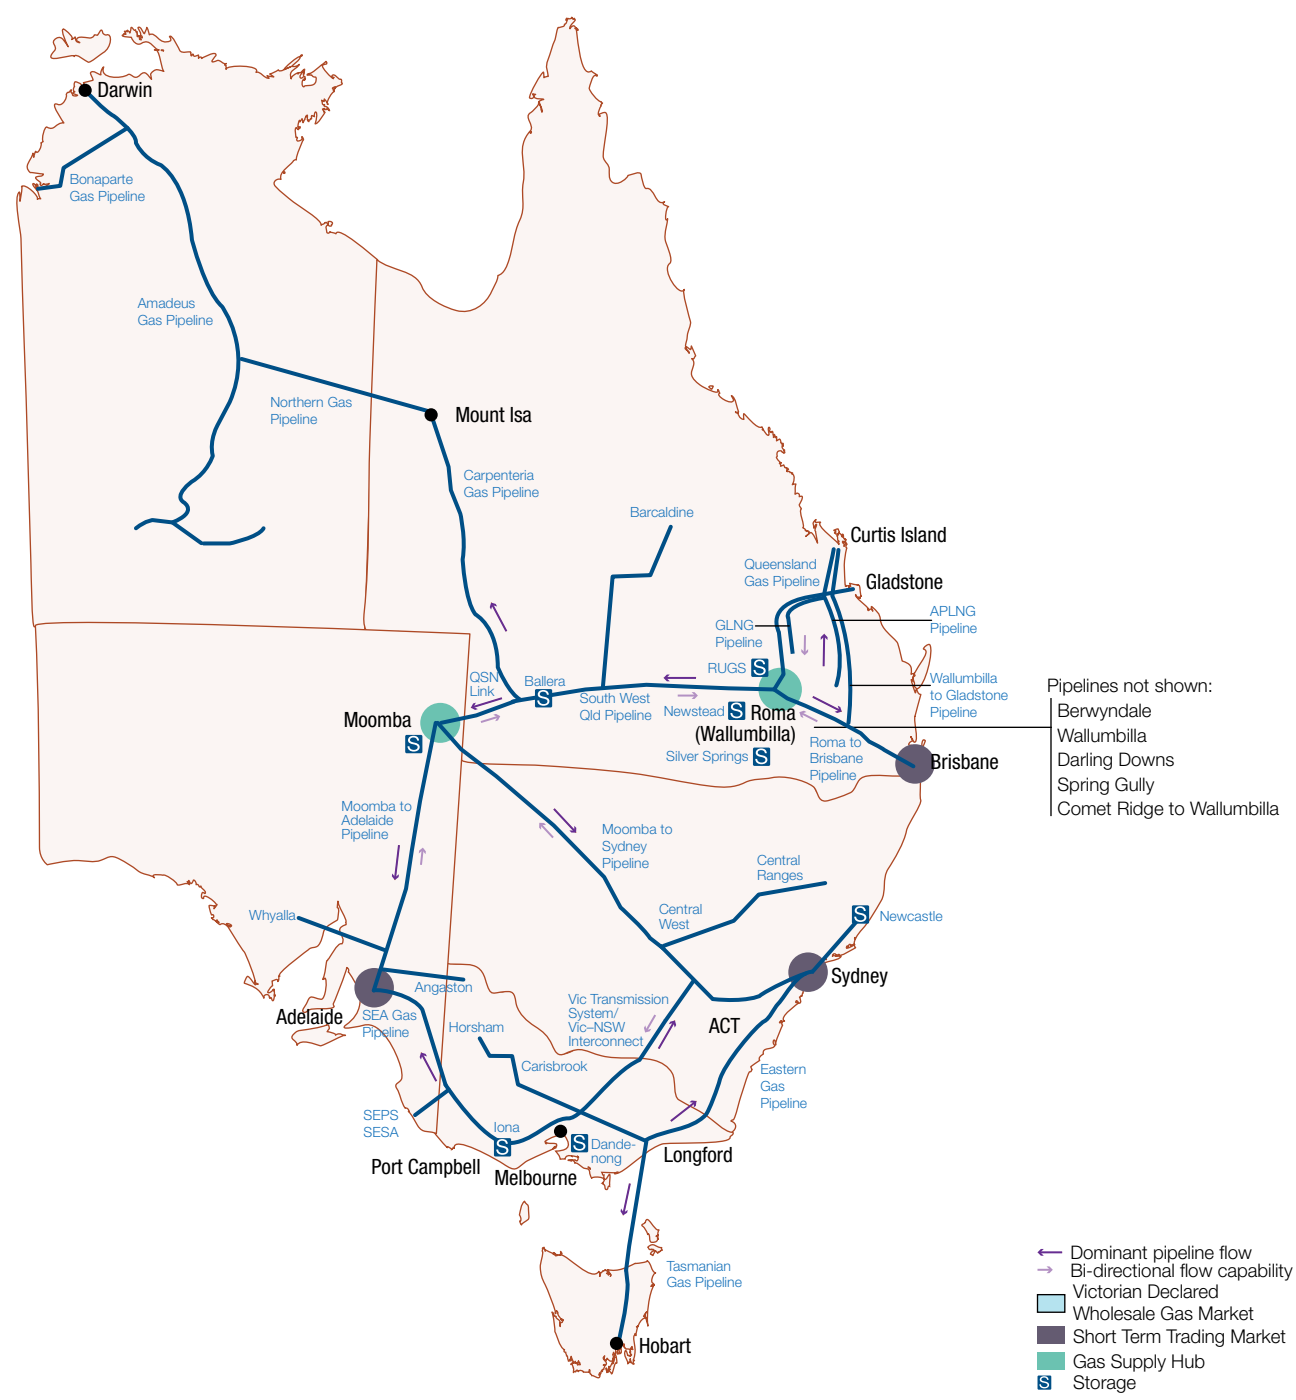 Darwin
Bonaparte
Gas Pipeline
Amadeus
Gas Pipeline
Northern Gas
Pipeline
Mount Isa
Carpenteria
Gas Pipeline
Barcaldine
Curtis Island
Queensland
Gas Pipeline
Gladstone
APLNG
Pipeline
GLNG
Pipeline
RUGS S
QSN
Link
Ballera
S
South West
Qld Pipeline
Newstead S
Roma
(Wallumbilla)
Silver Springs S
Wallumbilla
to Gladstone
Pipeline
Roma to
Brisbane
Pipeline
Brisbane
Pipelines not shown:
Berwyndale
Wallumbilla
Darling Downs
Spring Gully
Comet Ridge to Wallumbilla
Moomba
S
Moomba to
Adelaide
Pipeline
Moomba to
Sydney
Pipeline
Central
Ranges
Central
West
S Newcastle
Whyalla
Sydney
Angaston
Adelaide
SEA Gas
Pipeline
Horsham
Carisbrook
Vic Transmission
System/
Vic–NSW
Interconnect
ACT
Eastern
Gas
Pipeline
SEPS
SESA
Iona
S
Port Campbell
Melbourne
S Dande-
nong
Longford
Tasmanian
Gas Pipeline
Hobart
Dominant pipeline flow
Bi-directional flow capability
Victorian Declared
Wholesale Gas Market
Short Term Trading Market
Gas Supply Hub
S Storage